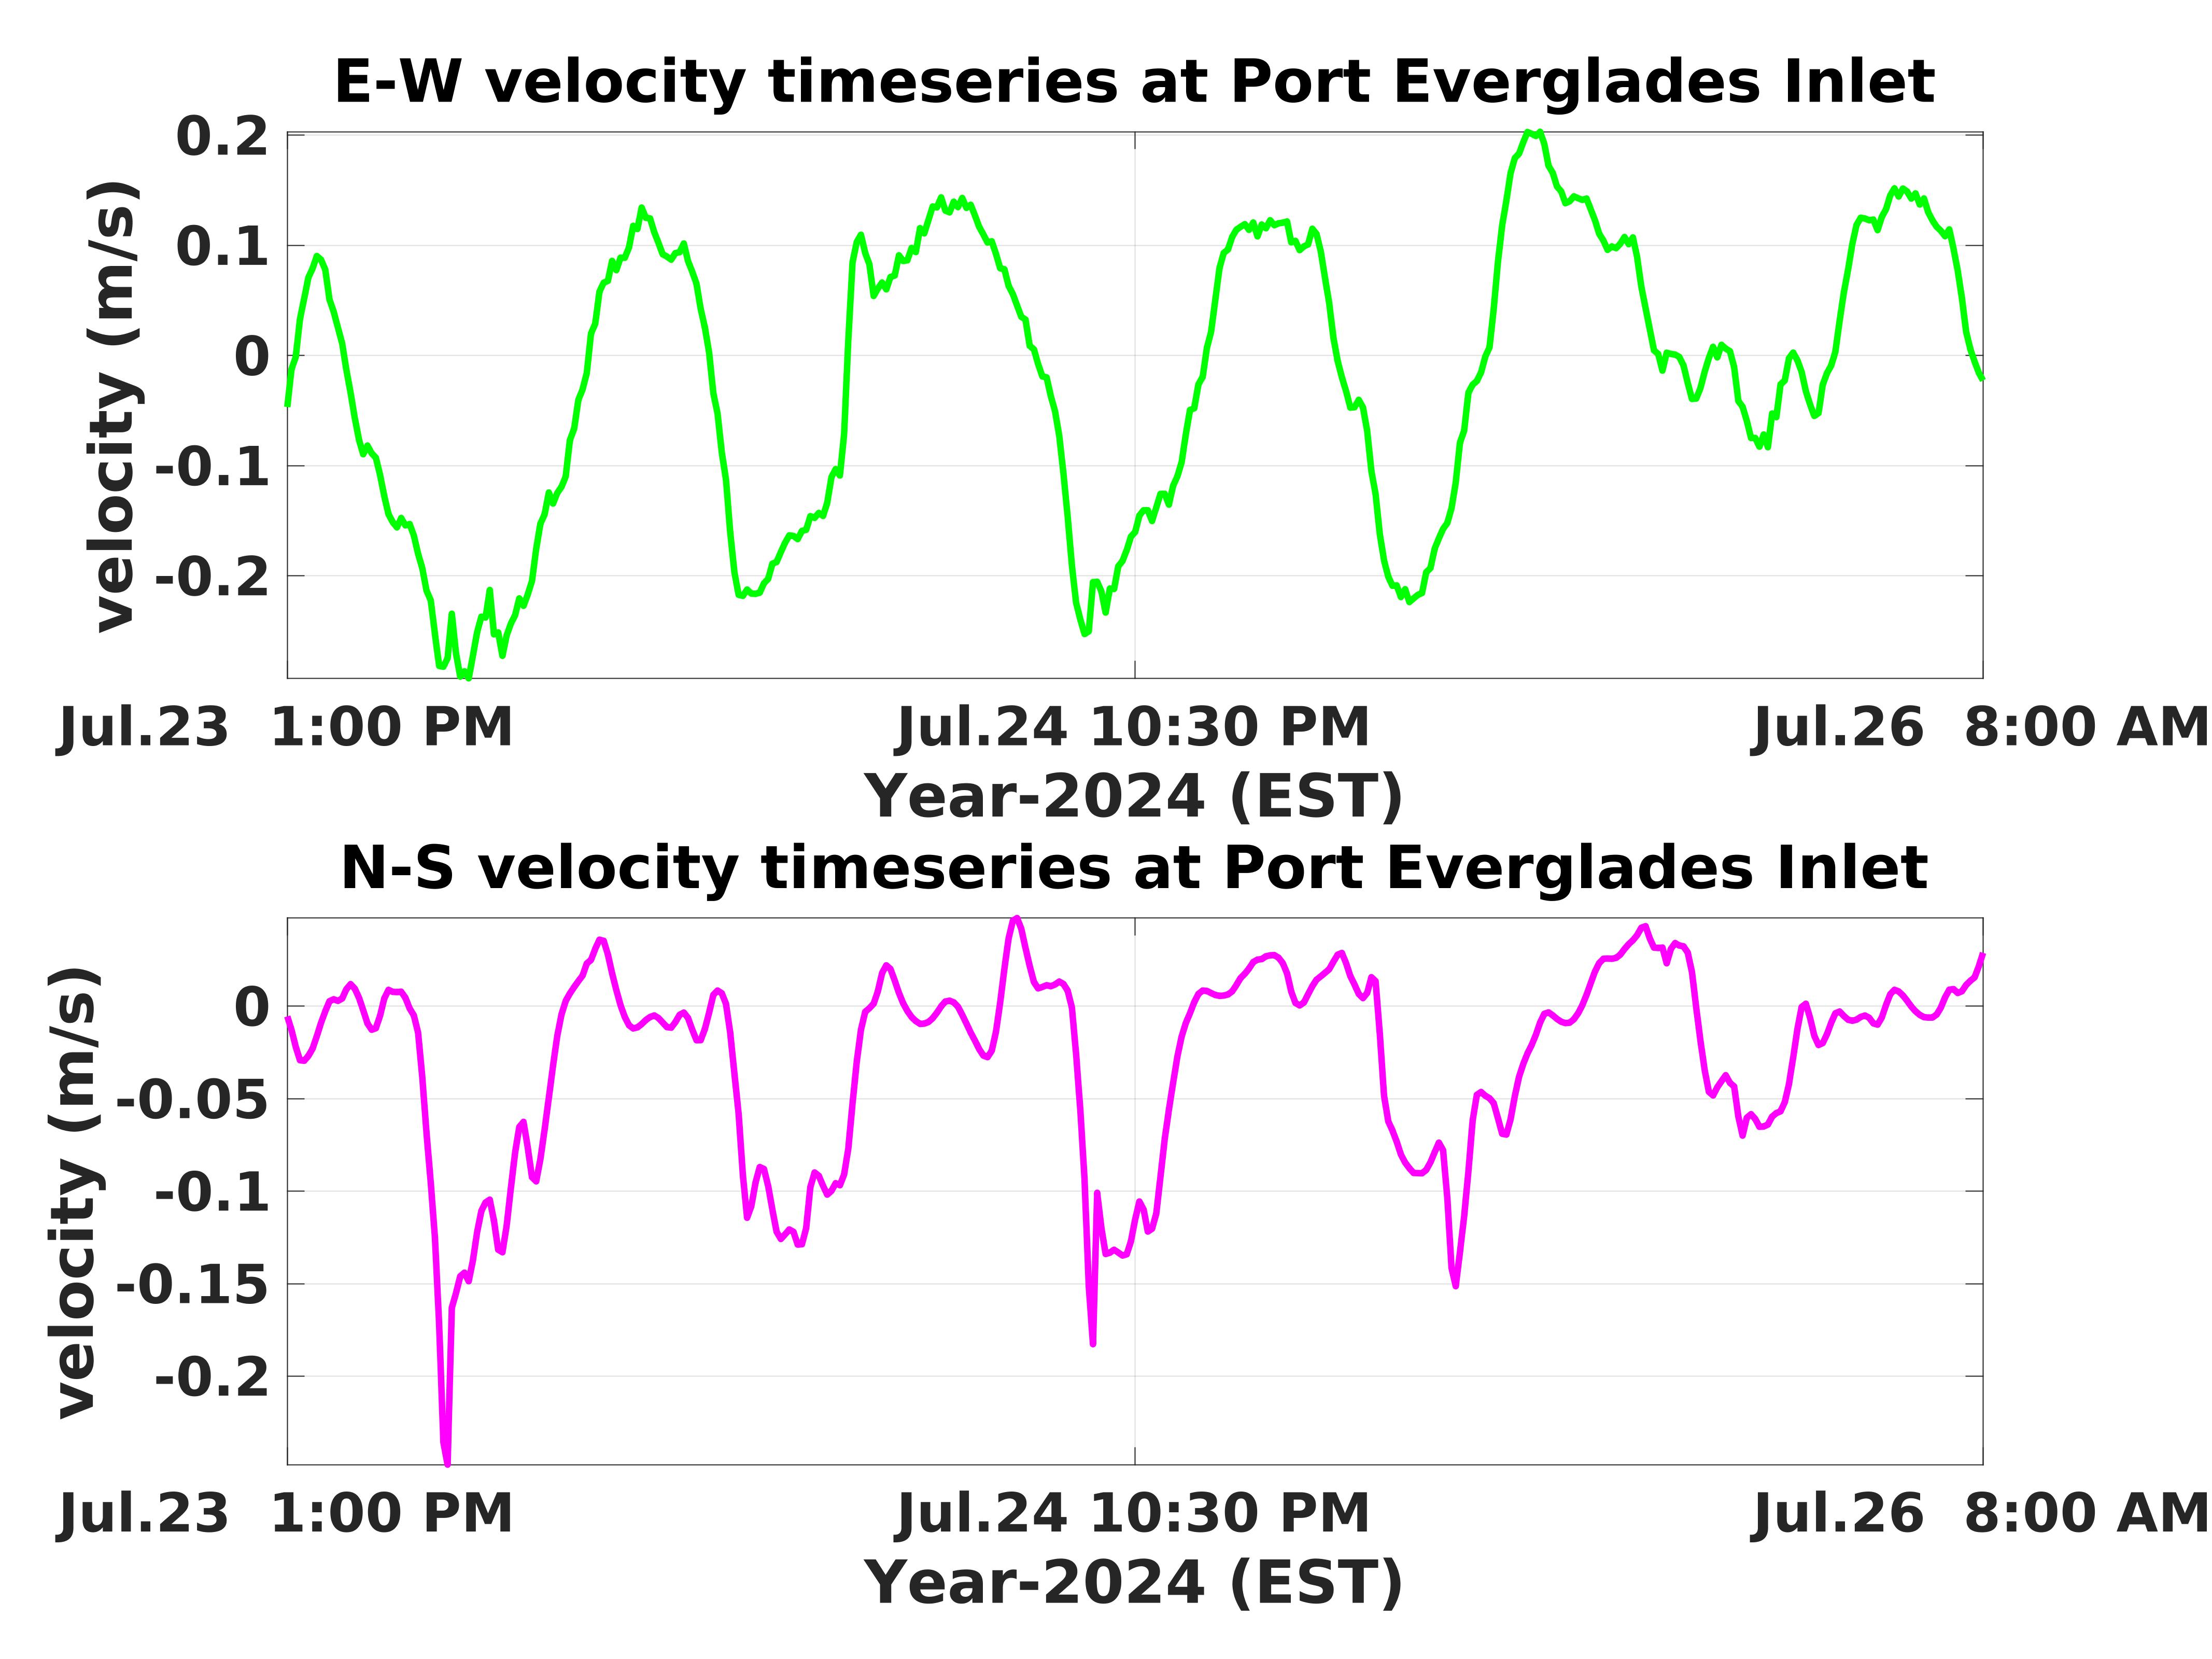 E-W velocity timeseries at Port Everglades Inlet
velocity (m/s)
0.2
0.1
0
-0.1
-0.2
Jul.23  1:00 PM
Jul.24 10:30 PM
Jul.26  8:00 AM
Year-2024 (EST)
N-S velocity timeseries at Port Everglades Inlet
velocity (m/s)
0
-0.05
-0.1
-0.15
-0.2
Jul.23  1:00 PM
Jul.24 10:30 PM
Jul.26  8:00 AM
Year-2024 (EST)